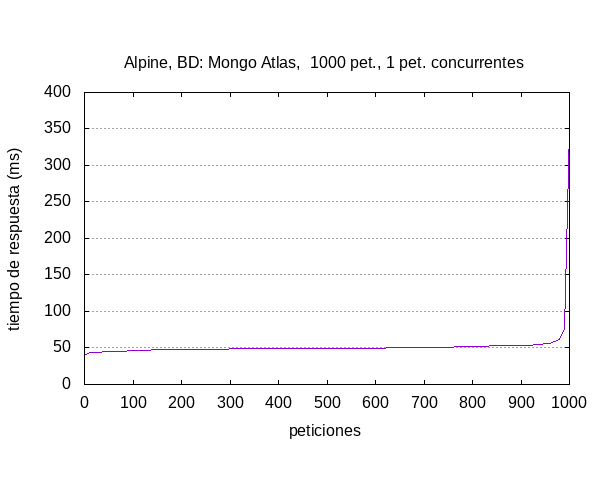 Alpine, BD: Mongo Atlas,  1000 pet., 1 pet. concurrentes
400
350
300
250
200
150
100
50
0
tiempo de respuesta (ms)
0 100 200 300 400 500 600 700 800 900 1000
peticiones